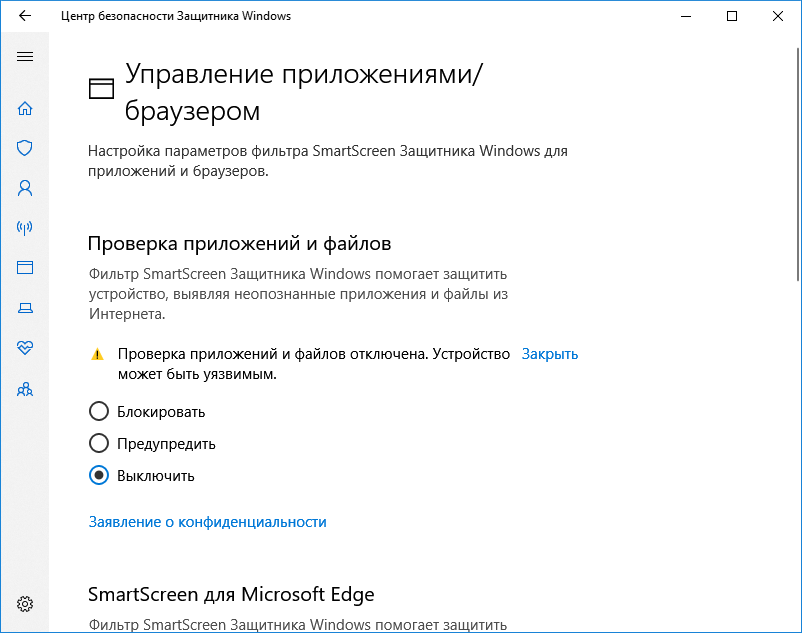 Центр безопасности Защитника Windows
Управление приложениями/
браузером
Настройка параметров фильтра SmartScreen Защитника Windows для
приложений и браузеров.
Проверка приложений и файлов
Фильтр SmartScreen Защитника Windows помогает защитить
устройство, выявляя неопознанные приложения и файлы из
Интернета.
Проверка приложений и файлов отключена. Устройство Закрыть
может быть уязвимым.
Блокировать
Предупредить
Выключить
Заявление о конфиденциальности
SmartScreen для Microsoft Edge
Фильтр SmartScreen Защитника Windows помогает защитить